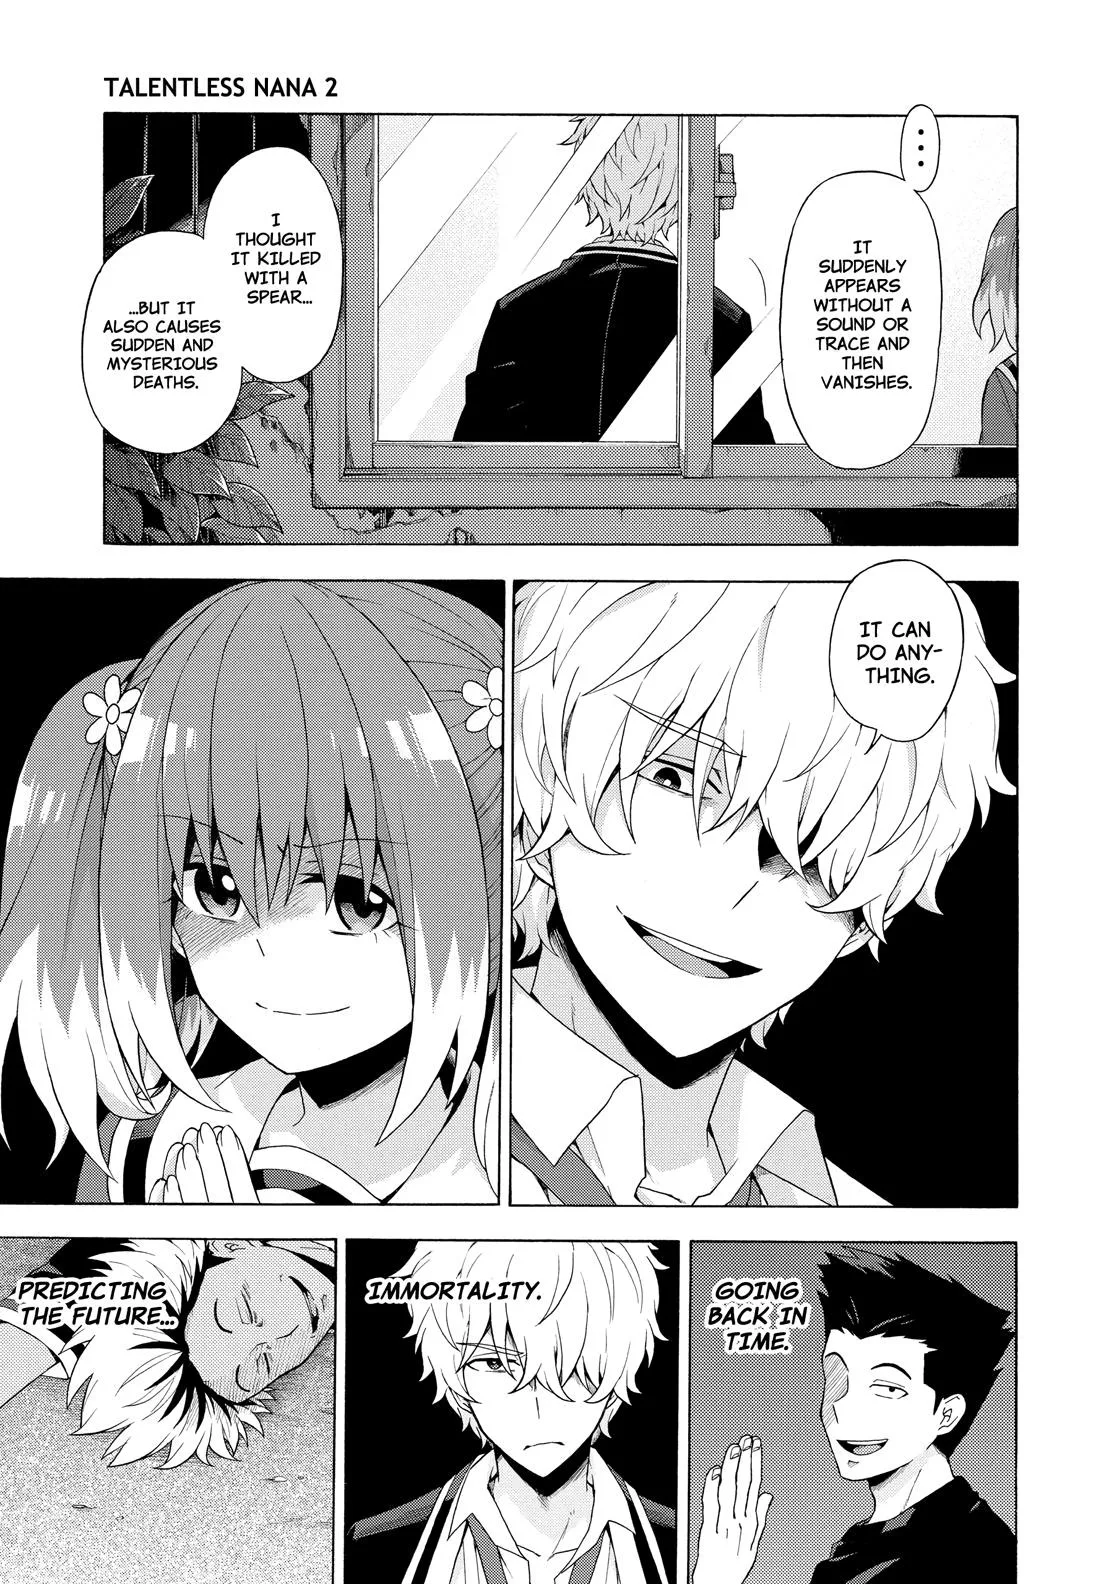 TALENTLESS NANA 2
...
IT
SUDDENLY
APPEARS
WITHOUT A
SOUND OR
TRACE AND
THEN
VANISHES.
I
THOUGHT
IT KILLED
WITH A
SPEAR...
...BUT IT
ALSO CAUSES
SUDDEN AND
MYSTERIOUS
DEATHS.
IT CAN
DO ANY-
THING.
GOING
BACK IN
TIME.
IMMORTALITY.
PREDICTING
THE FUTURE...